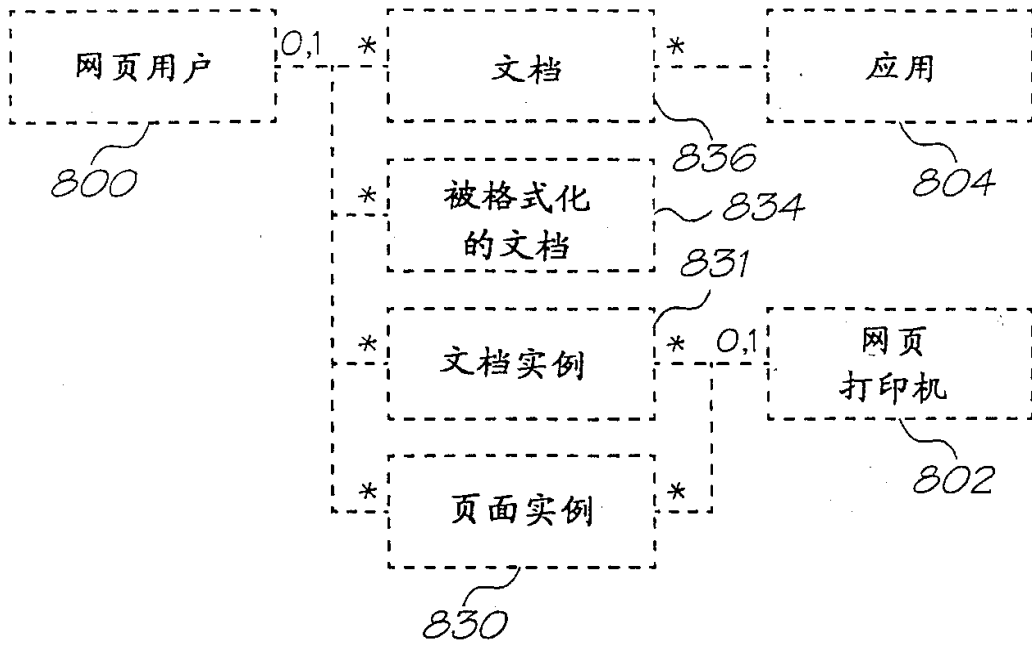 网页用户
0,1
*
文档
*
应用
800
836
804
*
被格式化
的文档
834
831
*
文档实例
*
0,1
网页
打印机
802
*
页面实例
*
830